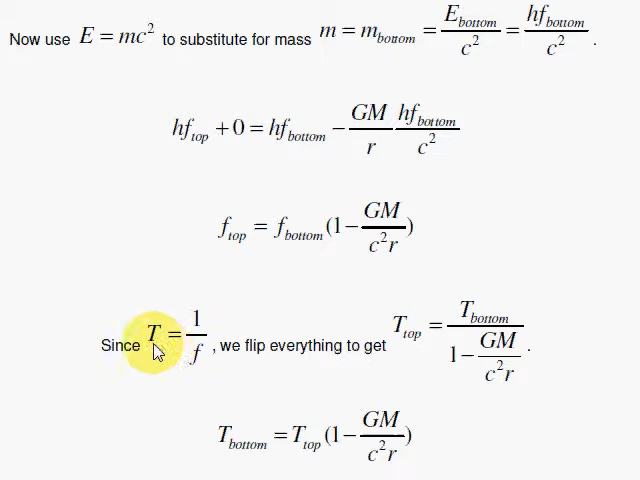 Now use E = mc² to substitute for mass m = m_bottom = E_bottom / c² = hf_bottom / c² .
hf_top + 0 = hf_bottom − GM / r hf_bottom / c²
f_top = f_bottom (1 − GM / c²r)
Since T = 1 / f , we flip everything to get T_top = T_bottom / (1 − GM / c²r) .
T_bottom = T_top (1 − GM / c²r)